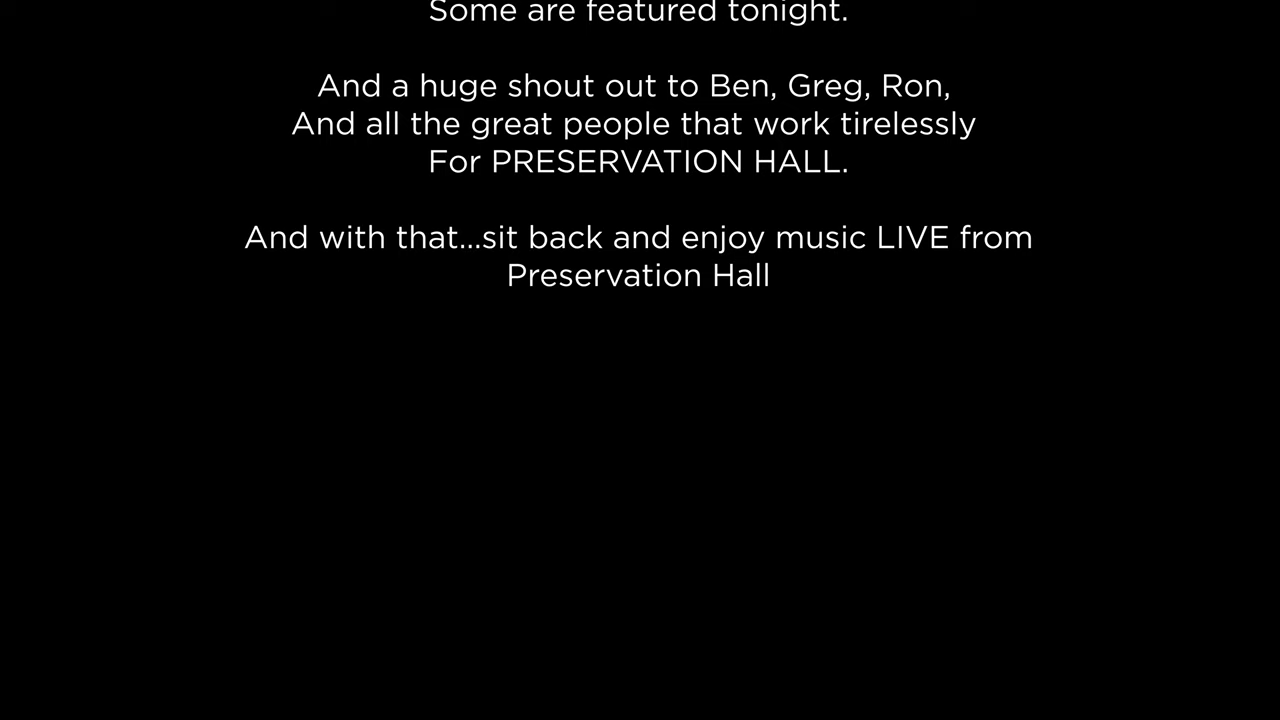 Some are featured tonight.
And a huge shout out to Ben, Greg, Ron,
And all the great people that work tirelessly
For PRESERVATION HALL.
And with that...sit back and enjoy music LIVE from
Preservation Hall